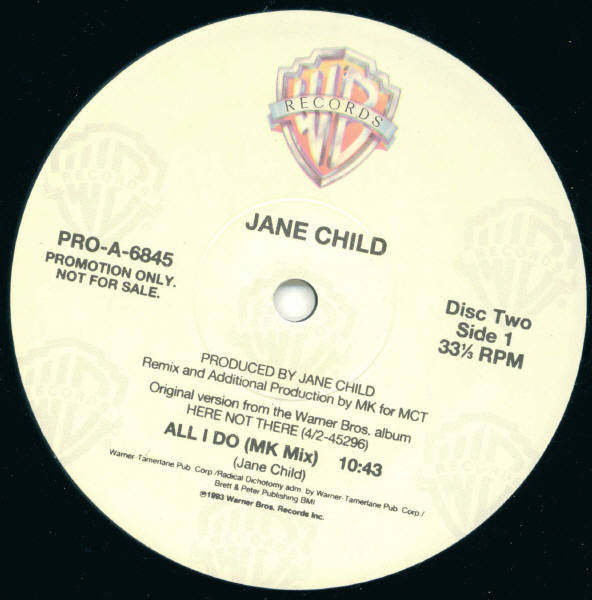 WB
RECORDS
JANE CHILD
PRO-A-6845
PROMOTION ONLY.
NOT FOR SALE.
Disc Two
Side 1
33⅓ RPM
PRODUCED BY JANE CHILD
Remix and Additional Production by MK for MCT
Original version from the Warner Bros. album
HERE NOT THERE (4/2-45296)
ALL I DO (MK Mix) 10:43
(Jane Child)
Warner-Tamerlane Pub. Corp./Radical Dichotomy adm. by Warner-Tamerlane Pub. Corp./
Brett & Peter Publishing BMI
℗1993 Warner Bros. Records Inc.